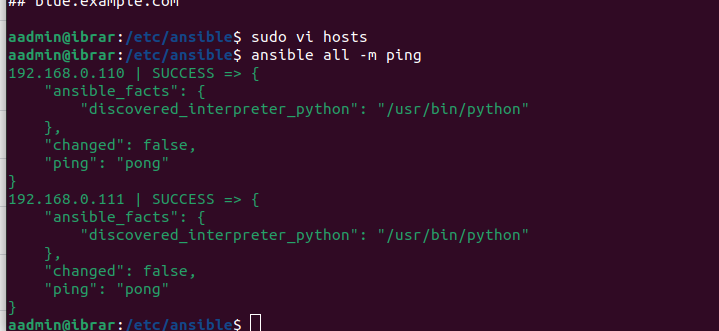 ## blue.example.com
aadmin@ibrar:/etc/ansible$ sudo vi hosts
aadmin@ibrar:/etc/ansible$ ansible all -m ping
192.168.0.110 | SUCCESS => {
    "ansible_facts": {
        "discovered_interpreter_python": "/usr/bin/python"
    },
    "changed": false,
    "ping": "pong"
}
192.168.0.111 | SUCCESS => {
    "ansible_facts": {
        "discovered_interpreter_python": "/usr/bin/python"
    },
    "changed": false,
    "ping": "pong"
}
aadmin@ibrar:/etc/ansible$